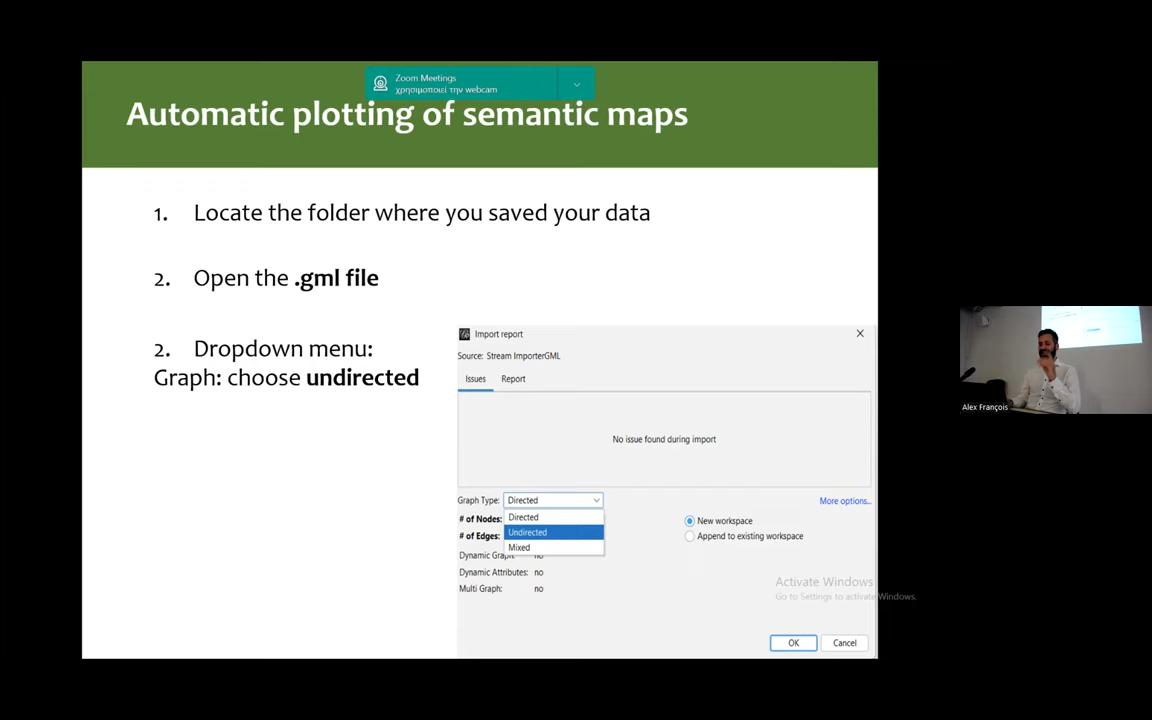 Zoom Meetings
χρησιμοποιεί την webcam
Automatic plotting of semantic maps
1. Locate the folder where you saved your data
2. Open the .gml file
2. Dropdown menu:
Graph: choose undirected
Import report
Source: Stream ImporterGML
Issues Report
No issue found during import
Graph Type: Directed
More options...
Directed
# of Nodes:
New workspace
Undirected
# of Edges:
Append to existing workspace
Mixed
Dynamic Graph: no
Dynamic Attributes: no
Multi Graph: no
Activate Windows
Go to Settings to activate Windows.
OK Cancel
Alex François